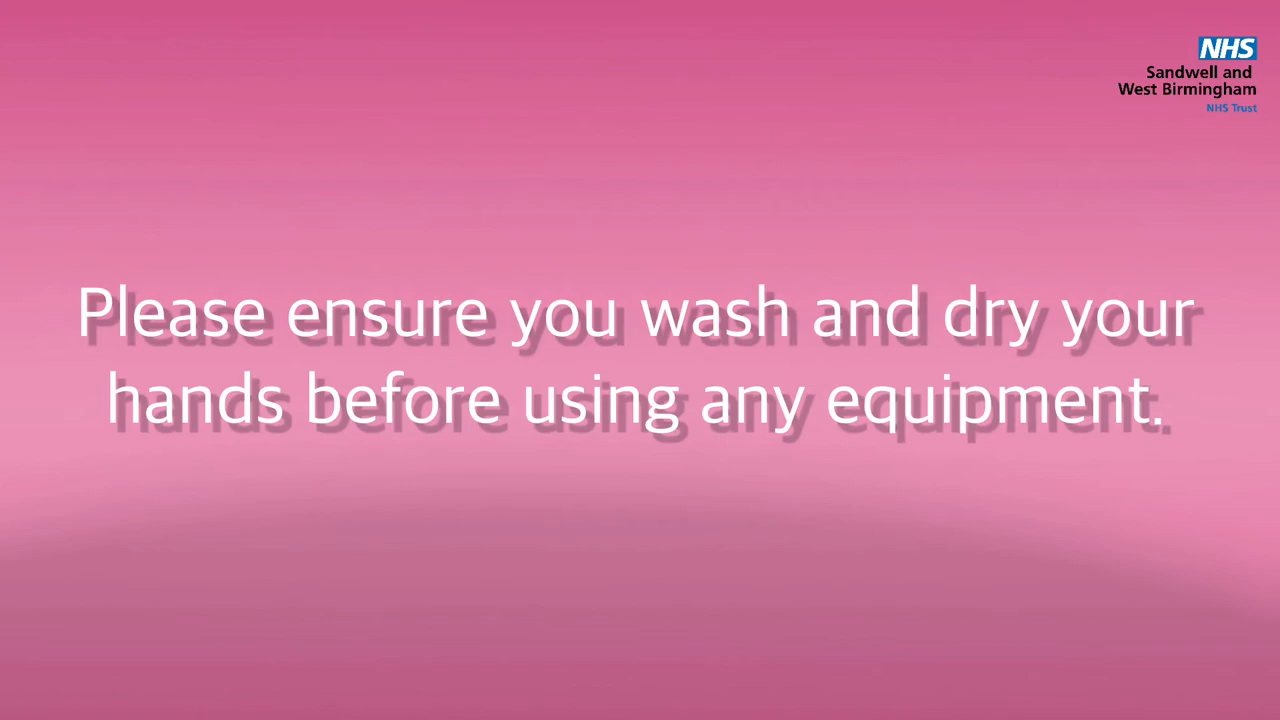 NHS
Sandwell and
West Birmingham
NHS Trust
Please ensure you wash and dry your
hands before using any equipment.